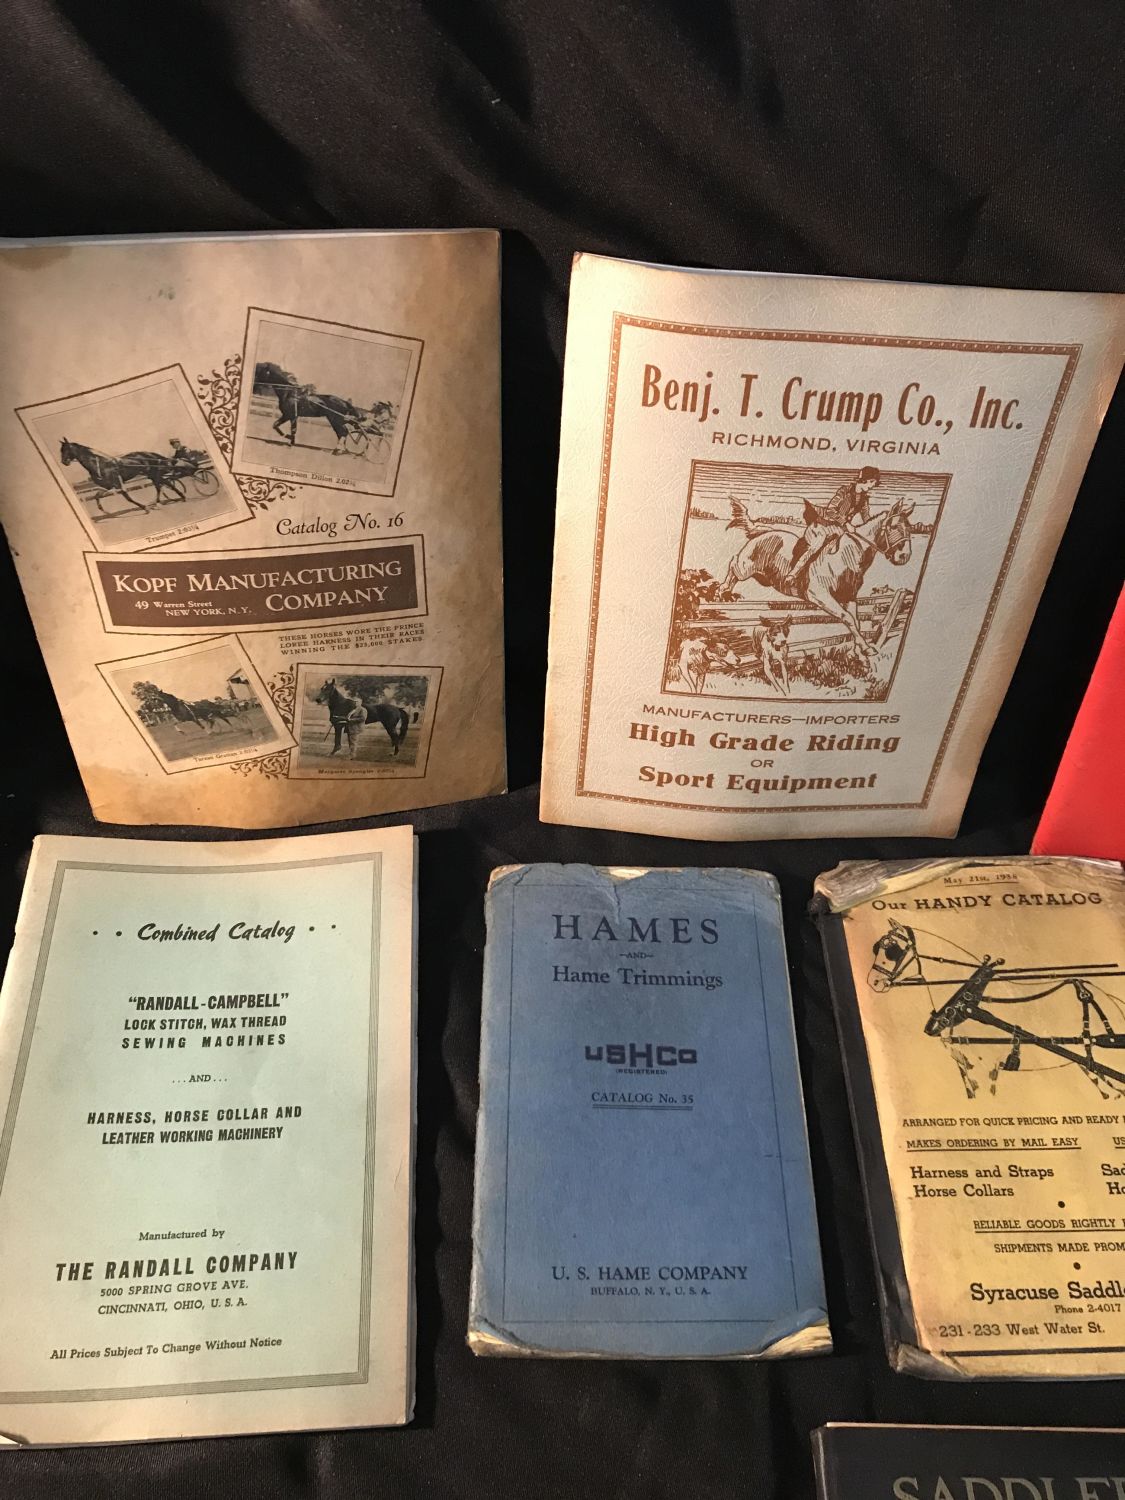 Thompson Dillon 2.02¼
Catalog No. 16
KOPF MANUFACTURING
COMPANY
49 Warren Street
NEW YORK, N. Y.
THESE HORSES WORE THE PRINCE
LOREE HARNESS IN THEIR RACES
WINNING THE $25,000 STAKES
Benj. T. Crump Co., Inc.
RICHMOND, VIRGINIA
MANUFACTURERS—IMPORTERS
High Grade Riding
OR
Sport Equipment
Combined Catalog
"RANDALL-CAMPBELL"
LOCK STITCH, WAX THREAD
SEWING MACHINES
...AND...
HARNESS, HORSE COLLAR AND
LEATHER WORKING MACHINERY
Manufactured by
THE RANDALL COMPANY
5000 SPRING GROVE AVE.
CINCINNATI, OHIO, U. S. A.
All Prices Subject To Change Without Notice
HAMES
—AND—
Hame Trimmings
USHCo
(REGISTERED)
CATALOG No. 35
U. S. HAME COMPANY
BUFFALO, N. Y., U. S. A.
May 21st,
Our HANDY CATALOG
ARRANGED FOR QUICK PRICING AND READY
MAKES ORDERING BY MAIL EASY
Harness and Straps
Horse Collars
RELIABLE GOODS RIGHTLY
SHIPMENTS MADE
Syracuse
Phone 2-4017
231-233 West Water St.